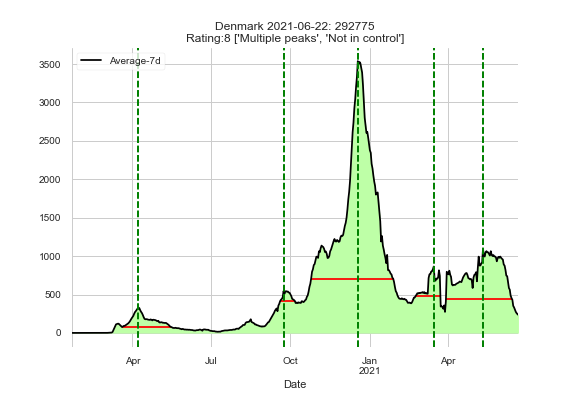 Denmark 2021-06-22: 292775
Rating:8 ['Multiple peaks', 'Not in control']
Average-7d
3500
3000
2500
2000
1500
1000
500
0
Apr
Jul
Oct
Jan
2021
Apr
Date